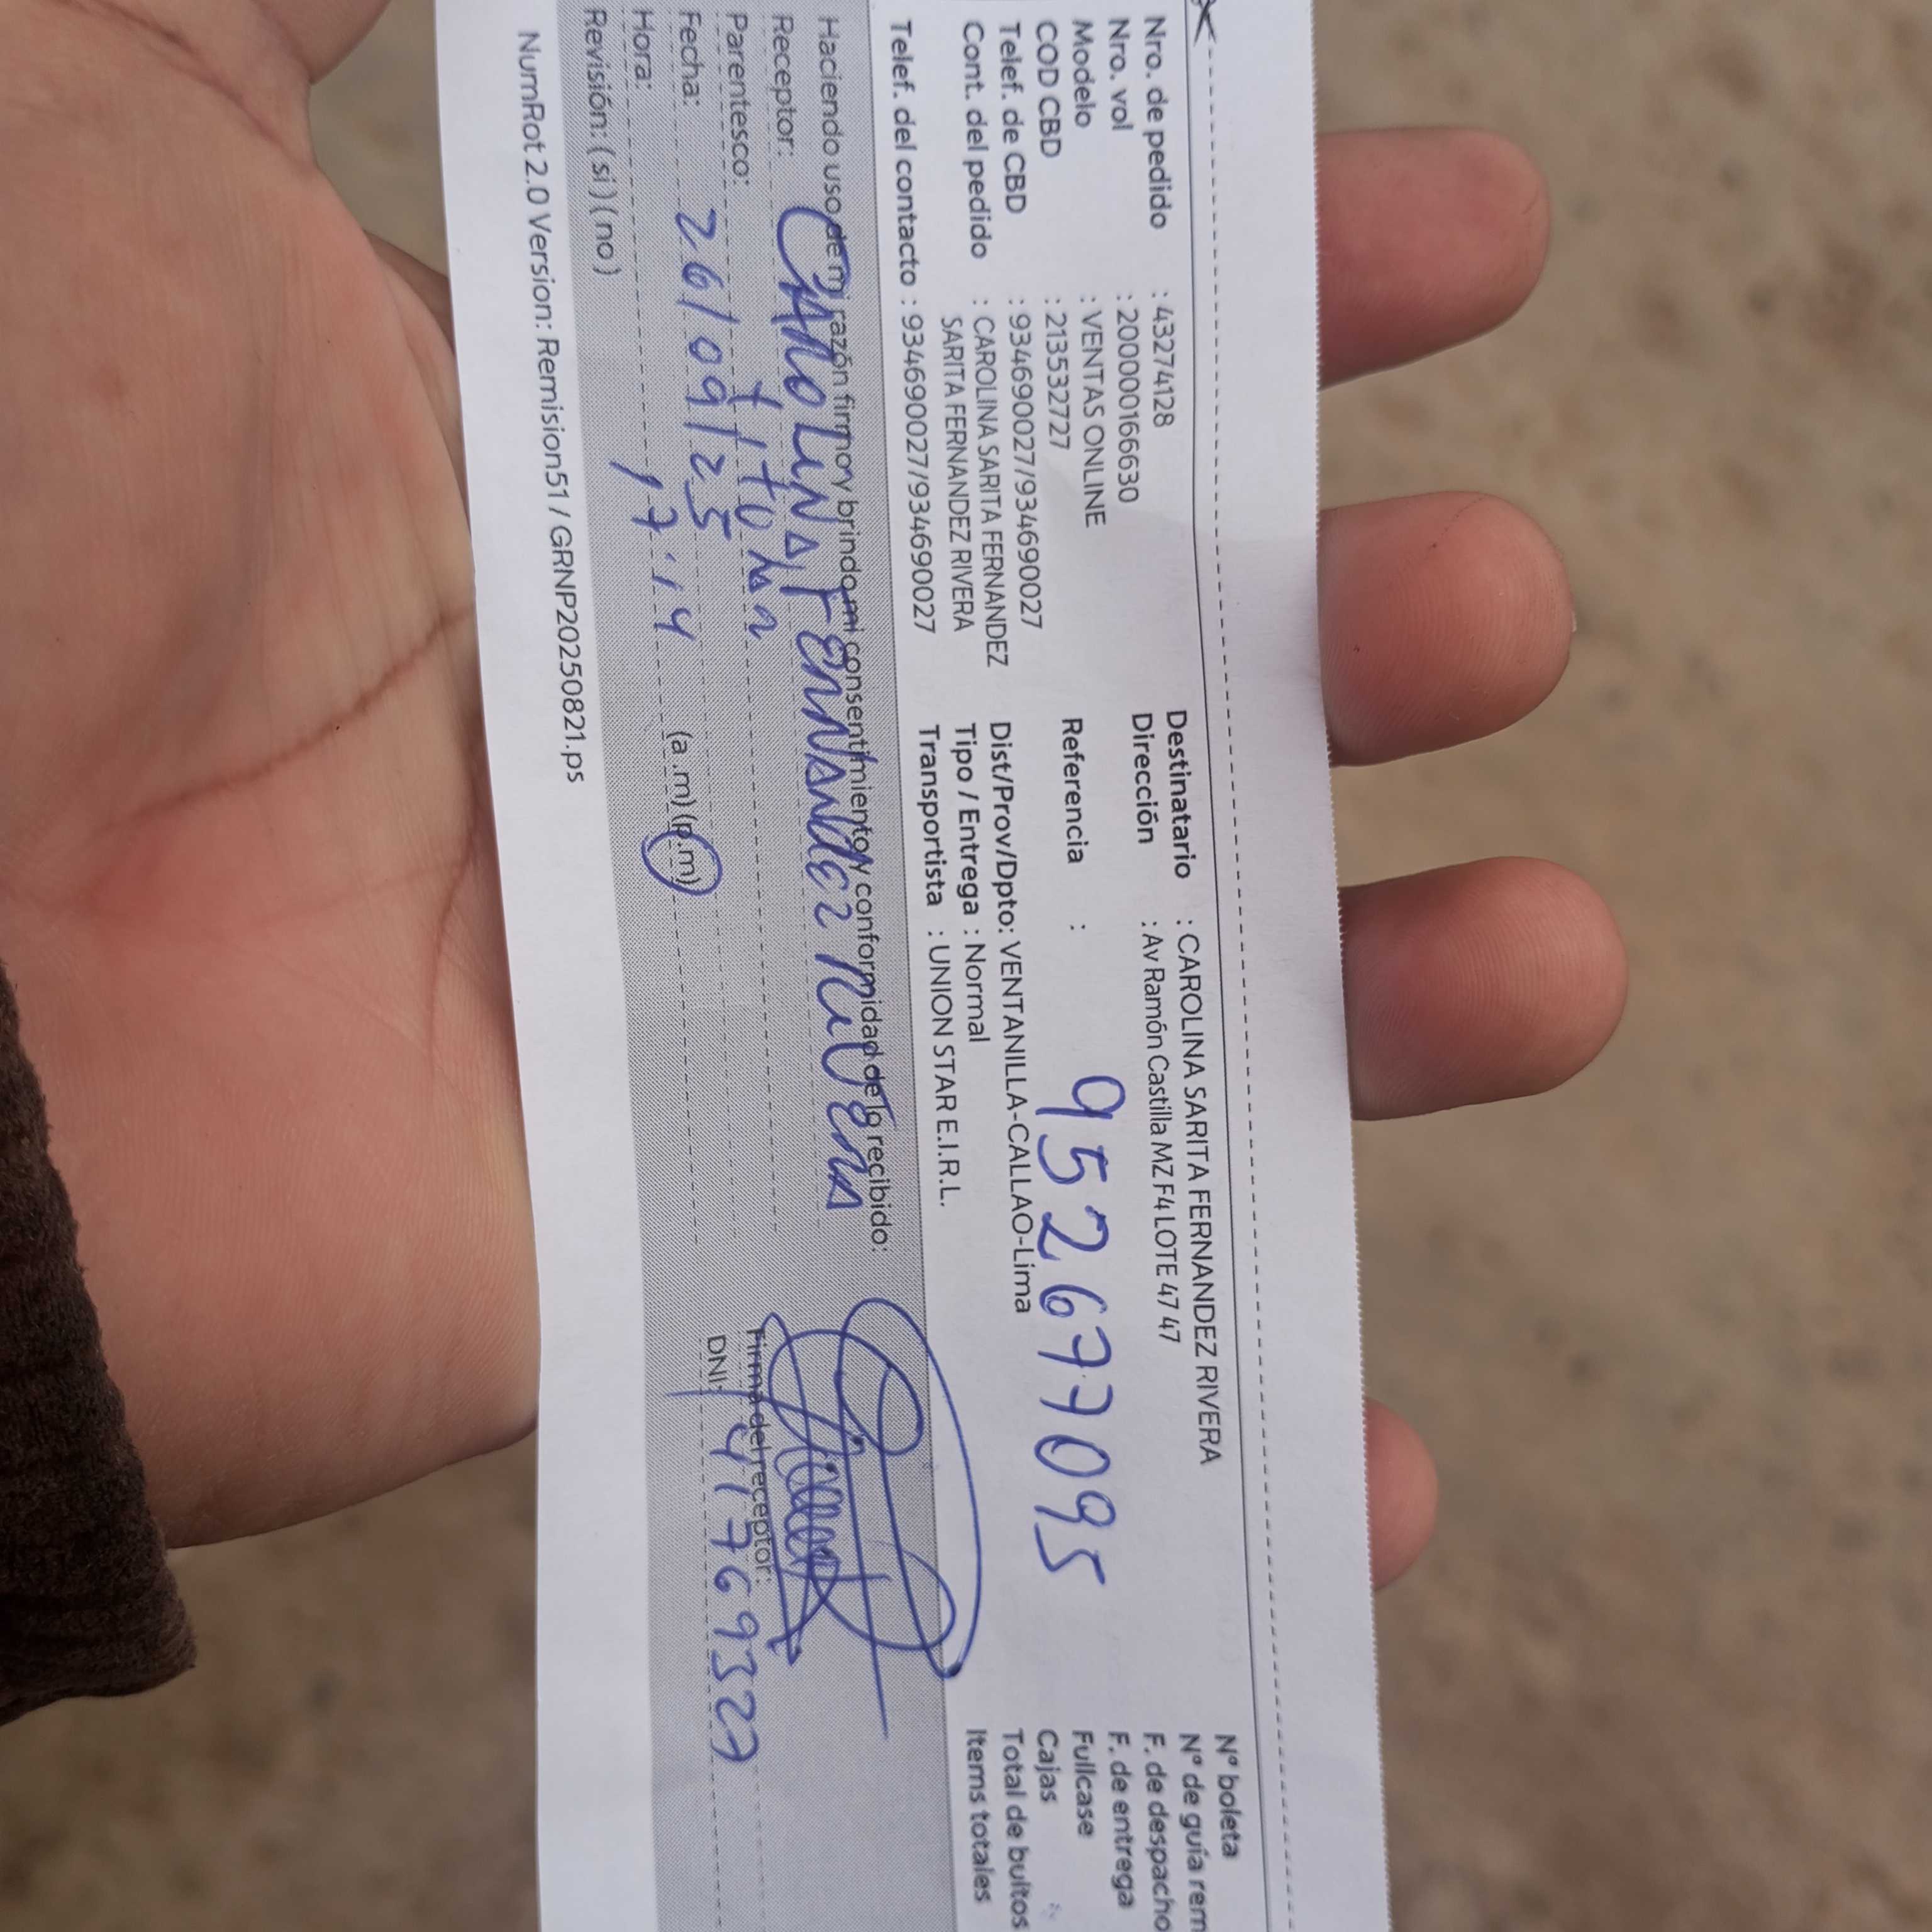 Nro. de pedido : 43274128
Nro. vol : 2000000166630
Modelo : VENTAS ONLINE
COD CBD : 213532727
Telef. de CBD : 934690027/934690027
Cont. del pedido : CAROLINA SARITA FERNANDEZ
SARITA FERNANDEZ RIVERA
Telef. del contacto : 934690027/934690027
Destinatario : CAROLINA SARITA FERNANDEZ RIVERA
Dirección : Av Ramón Castilla MZ F4 LOTE 47 47
Referencia :
952677095
Dist/Prov/Dpto: VENTANILLA-CALLAO-Lima
Tipo / Entrega : Normal
Transportista : UNION STAR E.I.R.L.
N° boleta
N° de guía rem
F. de despacho
F. de entrega
Fullcase
Cajas
Total de bultos
Items totales
Haciendo uso de mi razón firmo y brindo mi consentimiento y conformidad de lo recibido:
Receptor: CAROLINA FERNANDEZ RIVERA
Parentesco: titular
Fecha: 26/09/25
Hora: 17:14 (a.m) (p.m)
Revisión: ( si ) ( no )
Firma del receptor:
DNI: 41769327
NumRot 2.0 Version: Remision51 / GRNP20250821.ps